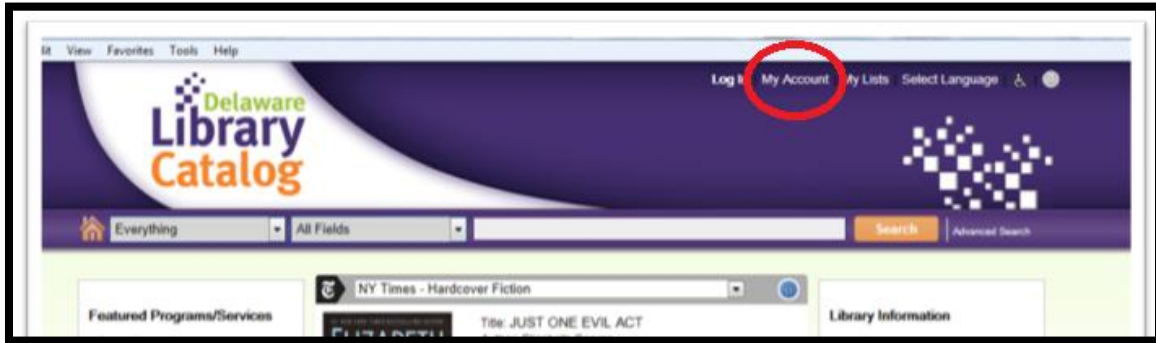 View Favorites Tools Help
Log My Account My Lists Select Language
Delaware
Library
Catalog
Everything All Fields Search Advanced Search
NY Times - Hardcover Fiction
Featured Programs/Services
Title: JUST ONE EVIL ACT
Library Information
ELIZABETH